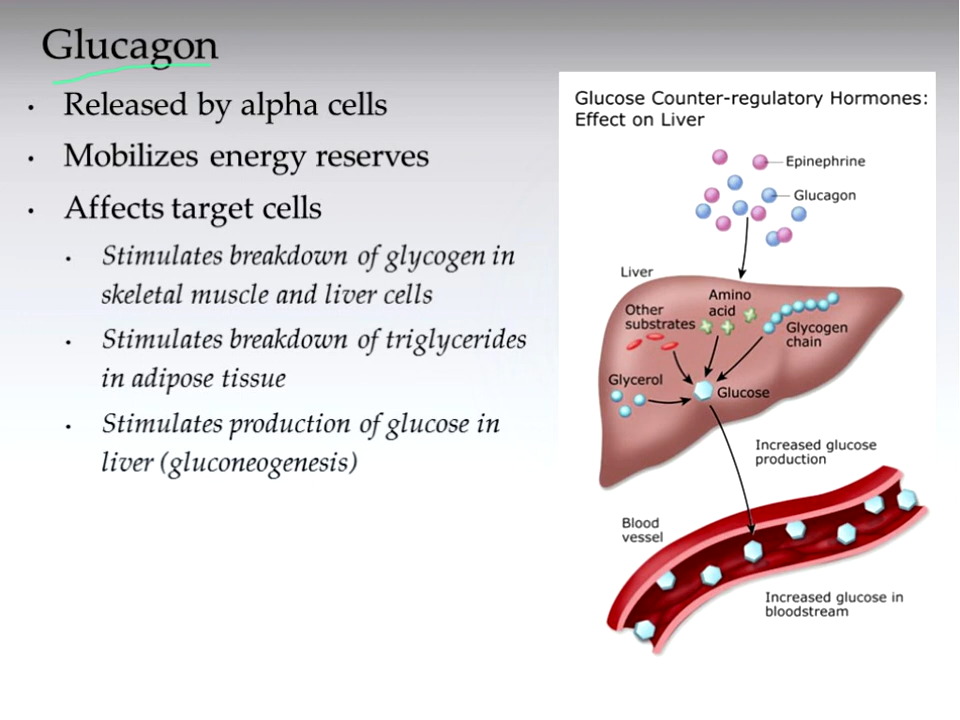 Glucagon
• Released by alpha cells
• Mobilizes energy reserves
• Affects target cells
• Stimulates breakdown of glycogen in
skeletal muscle and liver cells
• Stimulates breakdown of triglycerides
in adipose tissue
• Stimulates production of glucose in
liver (gluconeogenesis)
Glucose Counter-regulatory Hormones:
Effect on Liver
Epinephrine
Glucagon
Liver
Amino
acid
Other
substrates
Glycogen
chain
Glycerol
Glucose
Increased glucose
production
Blood
vessel
Increased glucose in
bloodstream